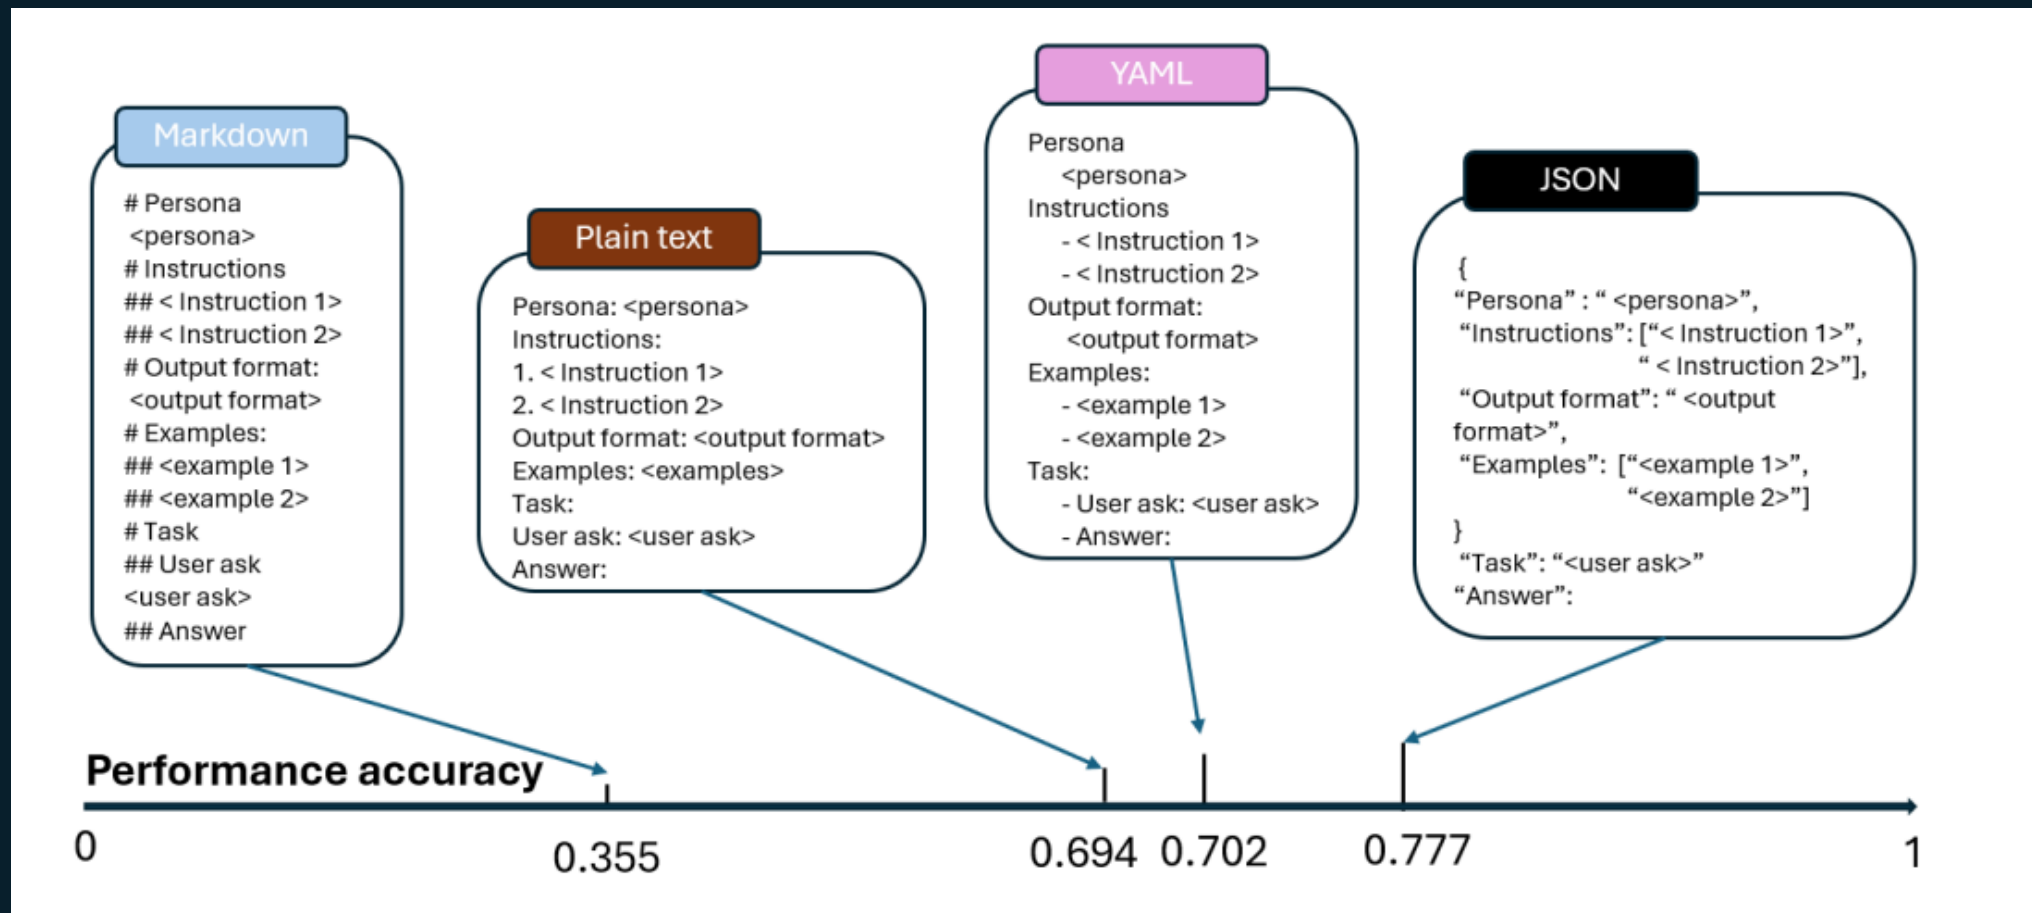 Markdown
# Persona
<persona>
# Instructions
## < Instruction 1>
## < Instruction 2>
# Output format:
<output format>
# Examples:
## <example 1>
## <example 2>
# Task
## User ask
<user ask>
## Answer
Plain text
Persona: <persona>
Instructions:
1. < Instruction 1>
2. < Instruction 2>
Output format: <output format>
Examples: <examples>
Task:
User ask: <user ask>
Answer:
YAML
Persona
<persona>
Instructions
- < Instruction 1>
- < Instruction 2>
Output format:
<output format>
Examples:
- <example 1>
- <example 2>
Task:
- User ask: <user ask>
- Answer:
JSON
{
“Persona” : “ <persona>”,
“Instructions”: [“< Instruction 1>”,
“ < Instruction 2>”],
“Output format”: “ <output
format>”,
“Examples”: [“<example 1>”,
“<example 2>”]
}
“Task”: “<user ask>”
“Answer”:
Performance accuracy
0
0.355
0.694
0.702
0.777
1